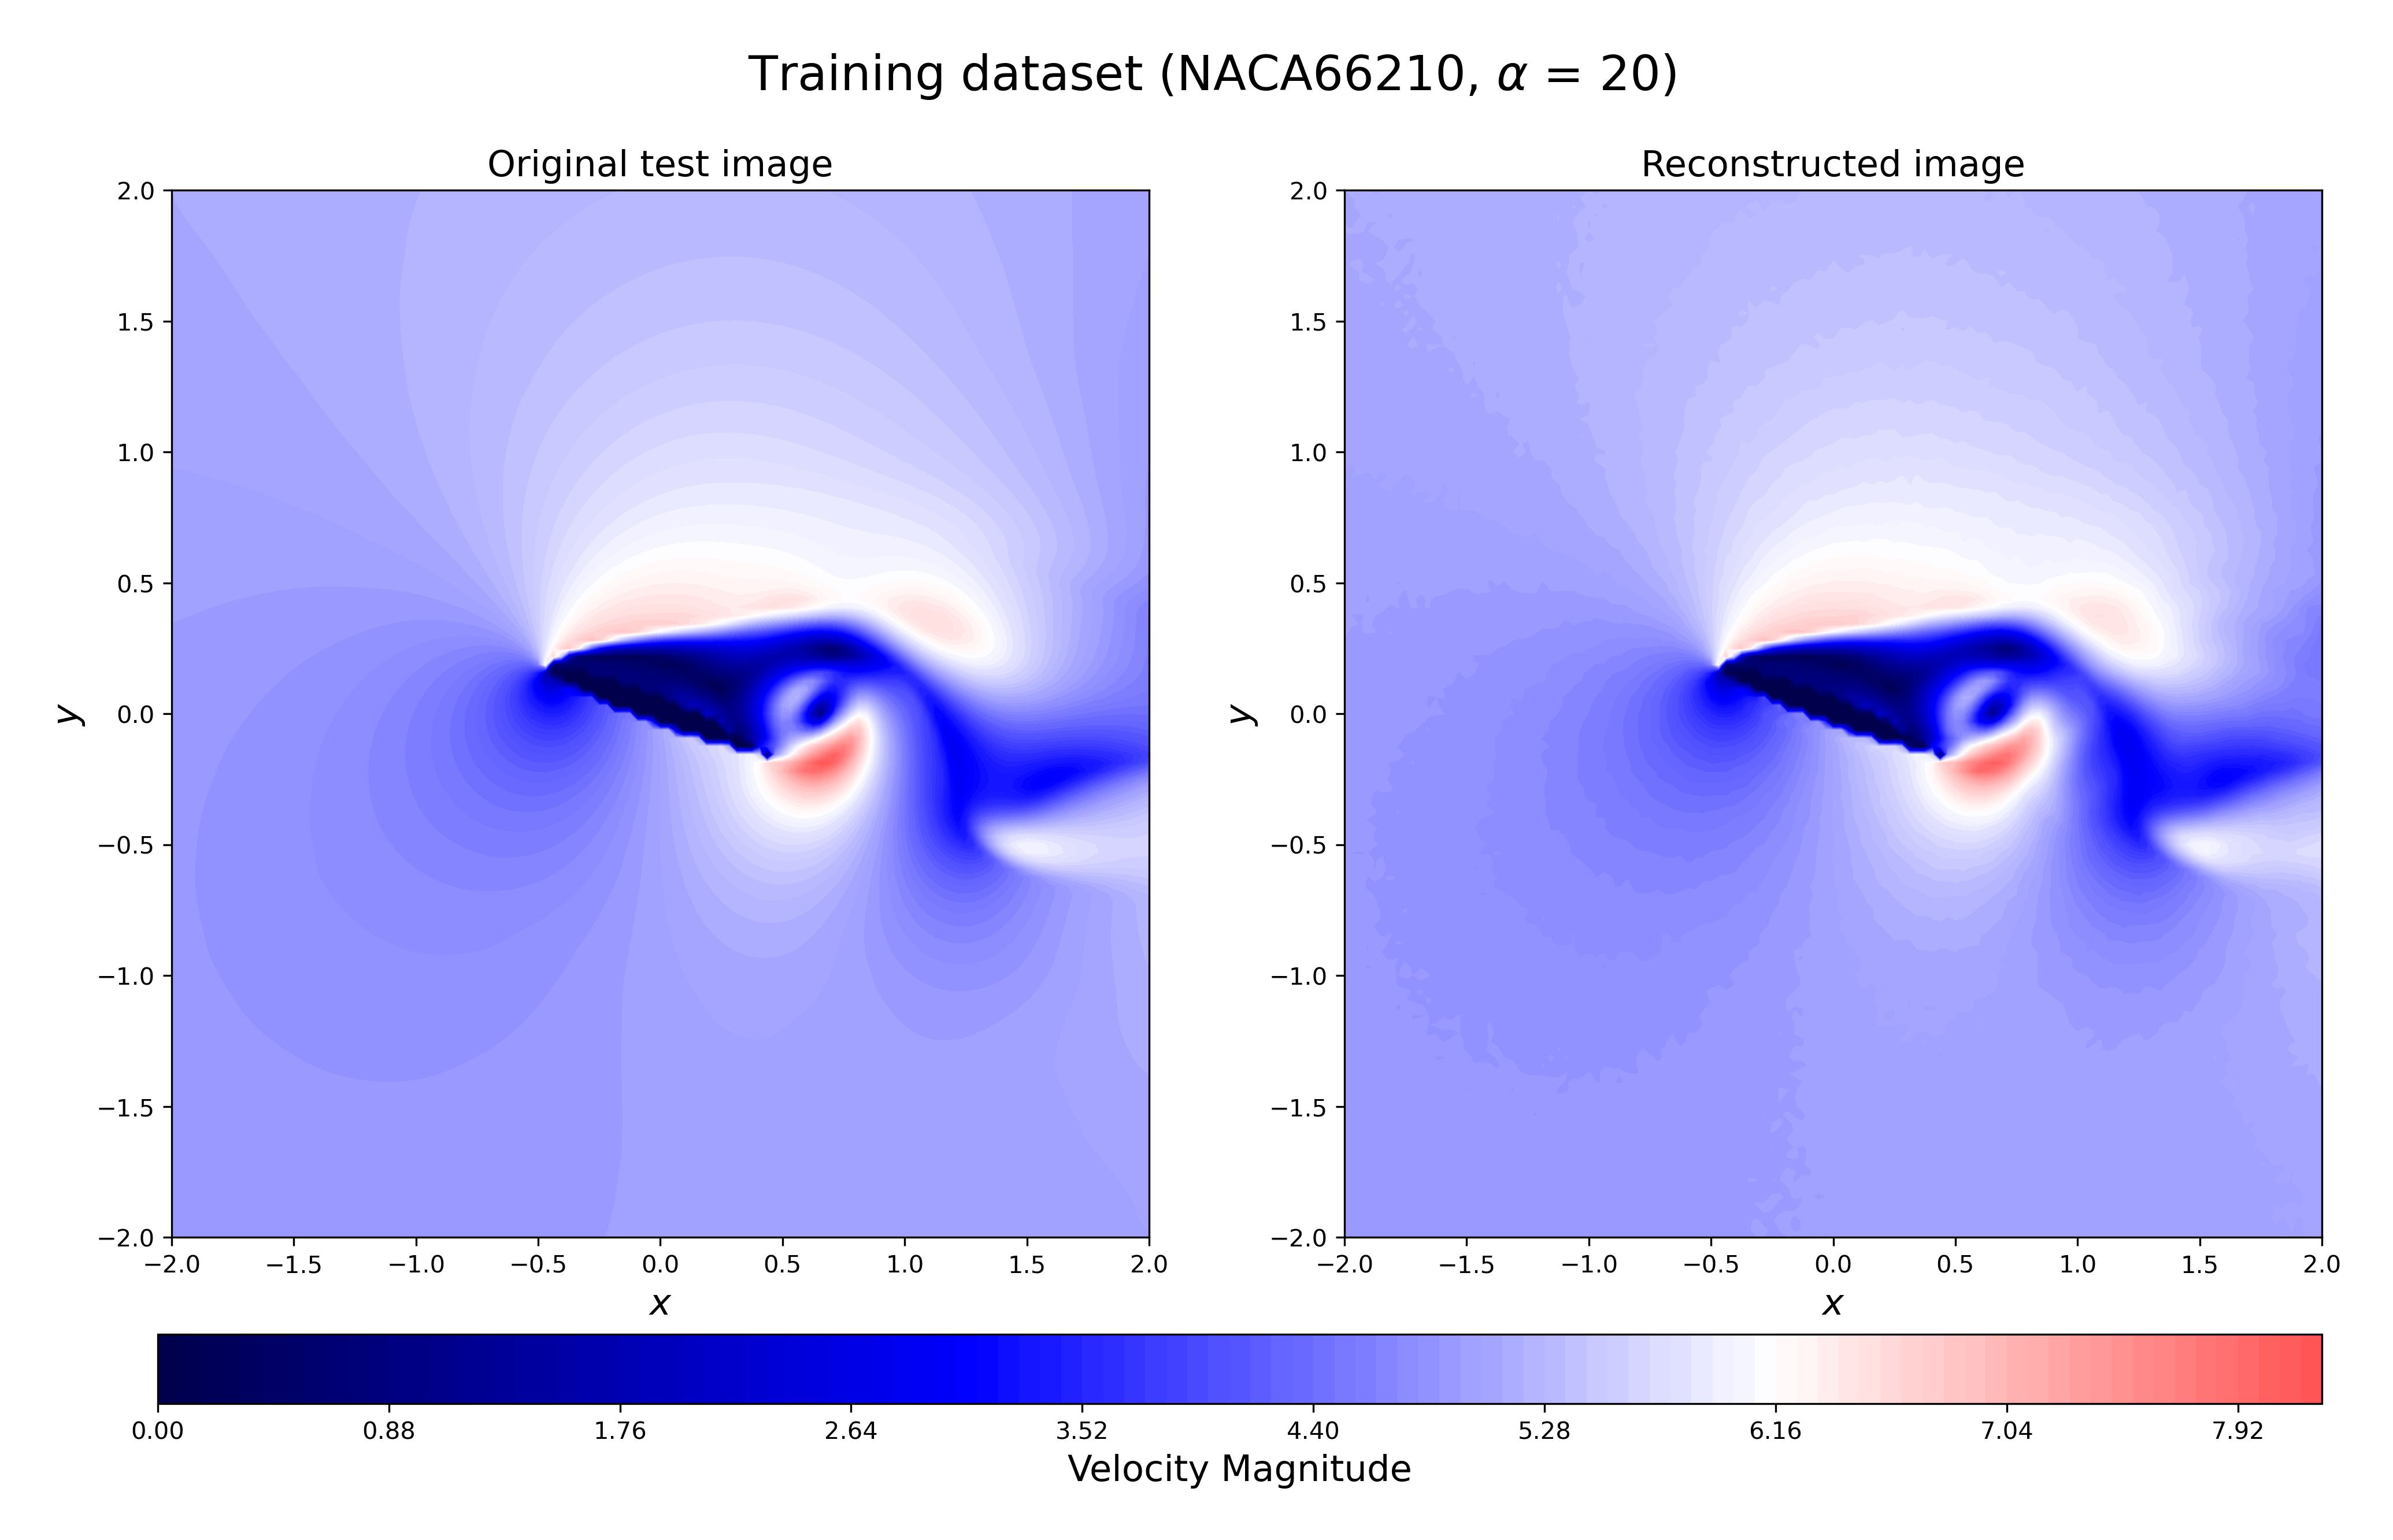 Training dataset (NACA66210, α = 20)
Original test image
2.0
1.5
1.0
0.5
0.0
−0.5
−1.0
−1.5
−2.0
y
−2.0 −1.5 −1.0 −0.5 0.0 0.5 1.0 1.5 2.0
x
Reconstructed image
2.0
1.5
1.0
0.5
0.0
−0.5
−1.0
−1.5
−2.0
y
−2.0 −1.5 −1.0 −0.5 0.0 0.5 1.0 1.5 2.0
x
0.00 0.88 1.76 2.64 3.52 4.40 5.28 6.16 7.04 7.92
Velocity Magnitude